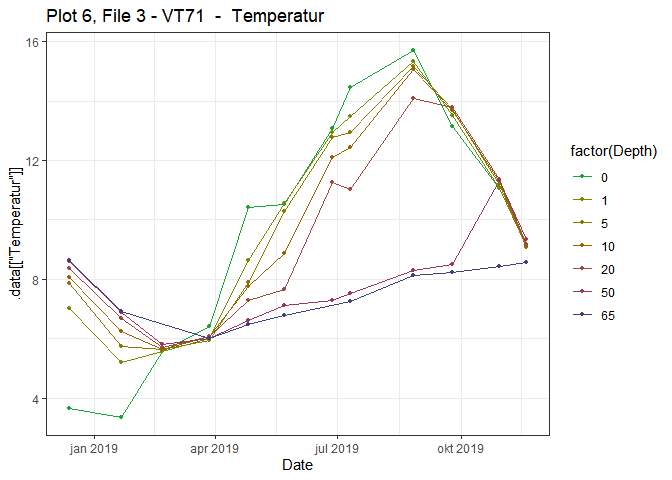 Plot 6, File 3 - VT71 - Temperatur
.data[["Temperatur"]]
16
12
8
4
jan 2019
apr 2019
jul 2019
okt 2019
Date
factor(Depth)
0
1
5
10
20
50
65